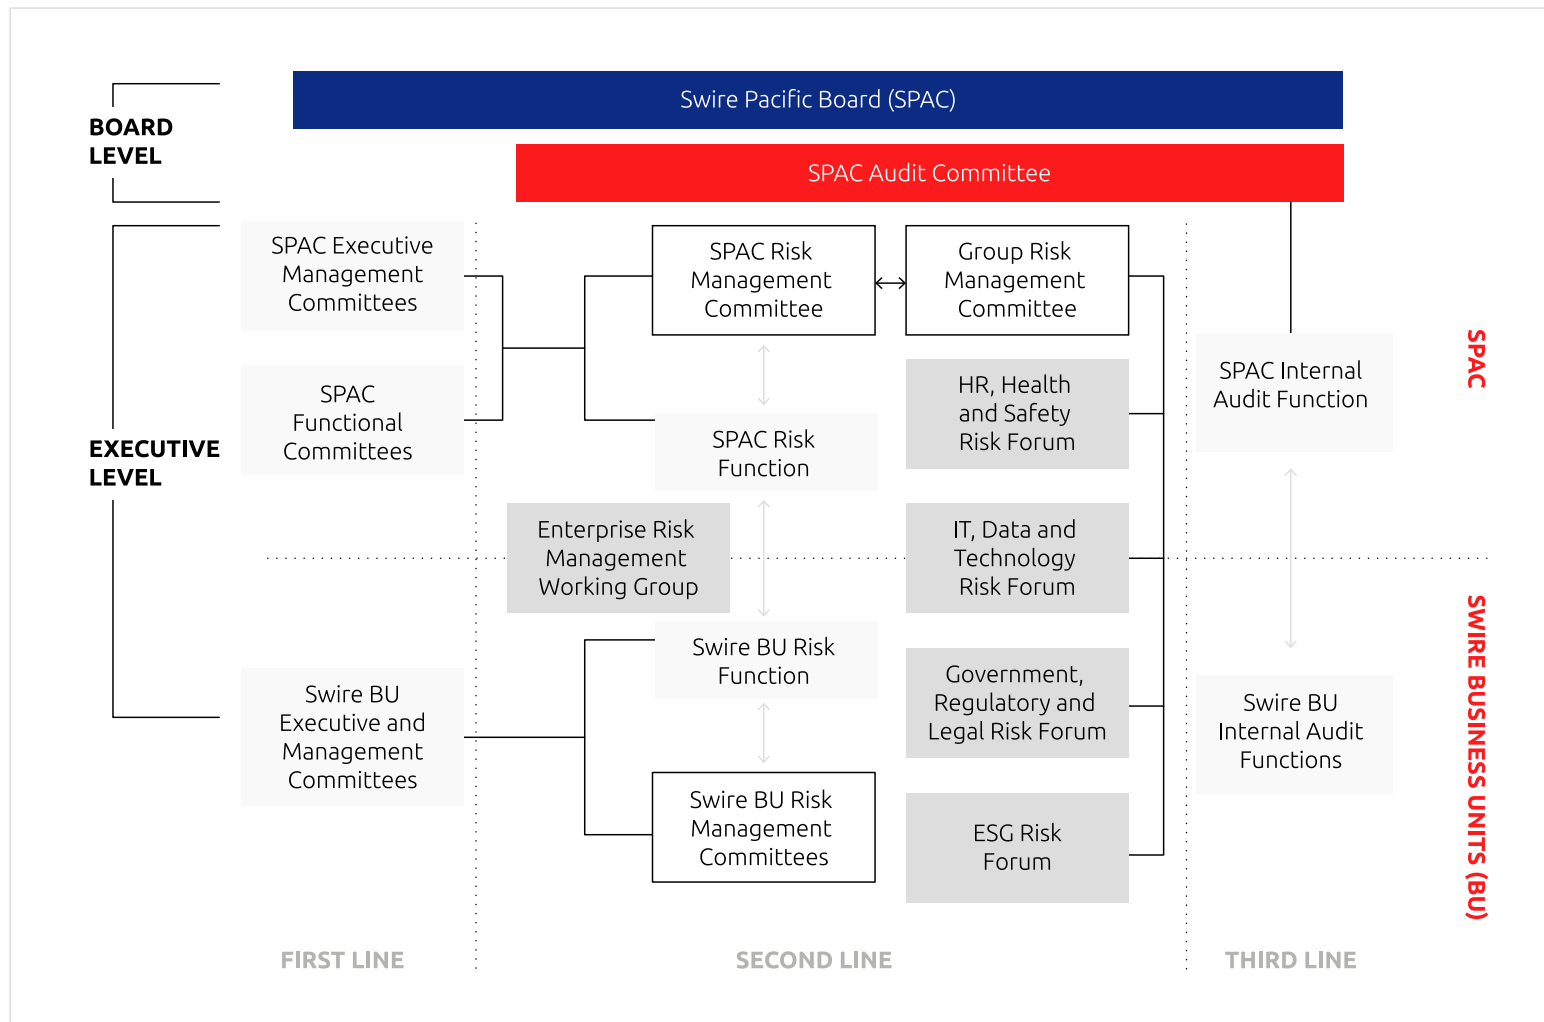 Swire Pacific Board (SPAC)
BOARD
LEVEL
SPAC Audit Committee
SPAC Executive
Management
Committees
SPAC Risk
Management
Committee
Group Risk
Management
Committee
SPAC
Functional
Committees
HR, Health
and Safety
Risk Forum
SPAC Internal
Audit Function
SPAC
EXECUTIVE
LEVEL
SPAC Risk
Function
Enterprise Risk
Management
Working Group
IT, Data and
Technology
Risk Forum
Swire BU Risk
Function
Government,
Regulatory and
Legal Risk Forum
Swire BU
Executive and
Management
Committees
Swire BU
Internal Audit
Functions
SWIRE BUSINESS UNITS (BU)
Swire BU Risk
Management
Committees
ESG Risk
Forum
FIRST LINE
SECOND LINE
THIRD LINE